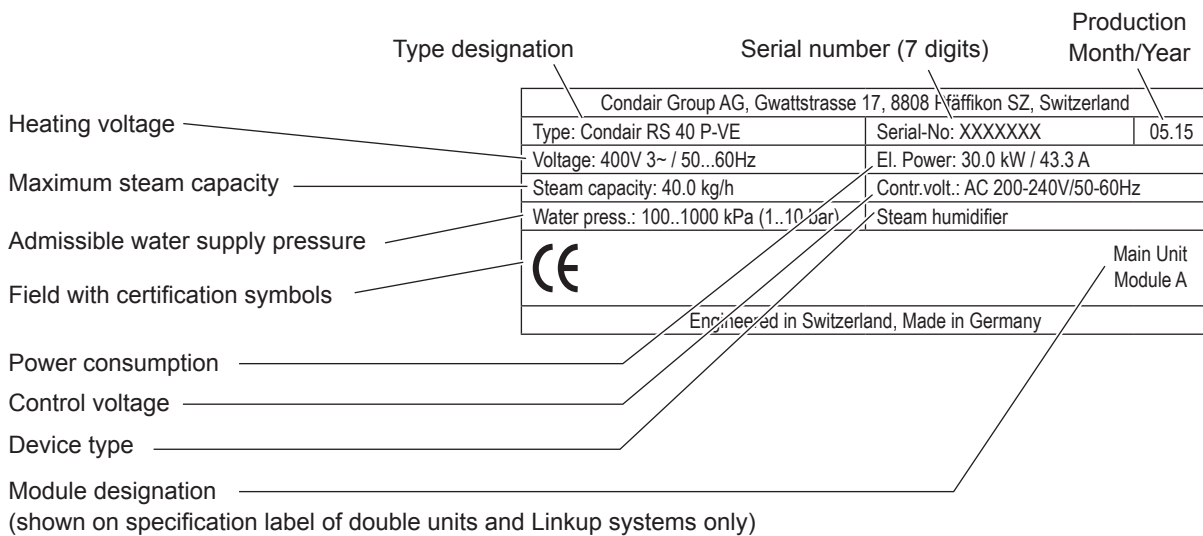 Production
Month/Year
Type designation
Serial number (7 digits)
Condair Group AG, Gwattstrasse 17, 8808 Pfäffikon SZ, Switzerland
Heating voltage
Type: Condair RS 40 P-VE
Serial-No: XXXXXXX
05.15
Voltage: 400V 3~ / 50...60Hz
El. Power: 30.0 kW / 43.3 A
Maximum steam capacity
Steam capacity: 40.0 kg/h
Contr.volt.: AC 200-240V/50-60Hz
Water press.: 100..1000 kPa (1..10 bar)
Steam humidifier
Admissible water supply pressure
CE
Main Unit
Module A
Field with certification symbols
Engineered in Switzerland, Made in Germany
Power consumption
Control voltage
Device type
Module designation
(shown on specification label of double units and Linkup systems only)